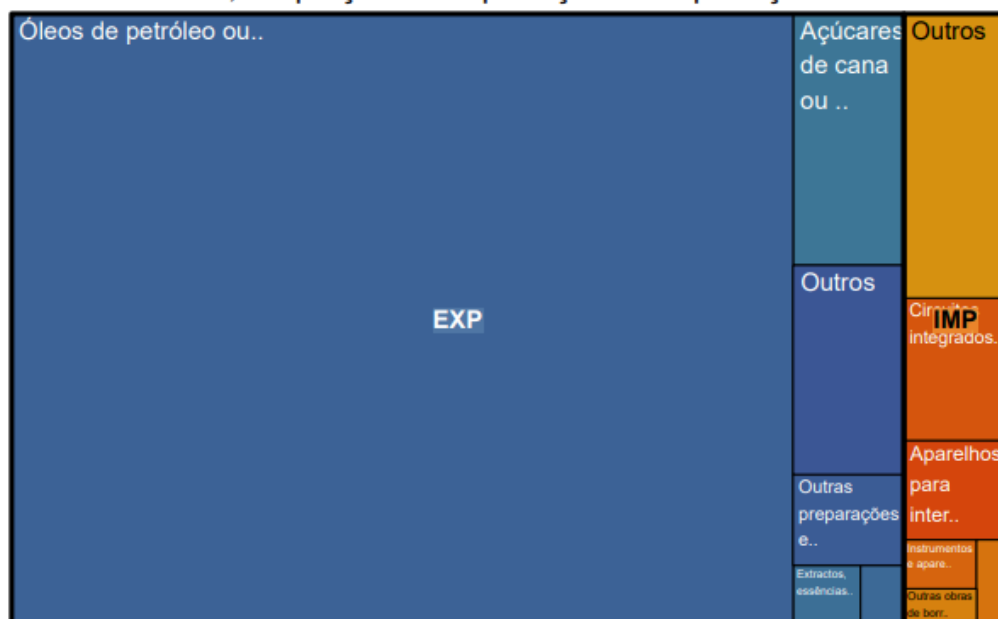 Óleos de petróleo ou..
EXP
Açúcares
de cana
ou ..
Outros
Outras
preparações
e..
Extractos,
essências..
Outros
Circuitos
integrados.
IMP
Aparelhos
para
inter..
Instrumentos
e apare..
Outras obras
de borr..